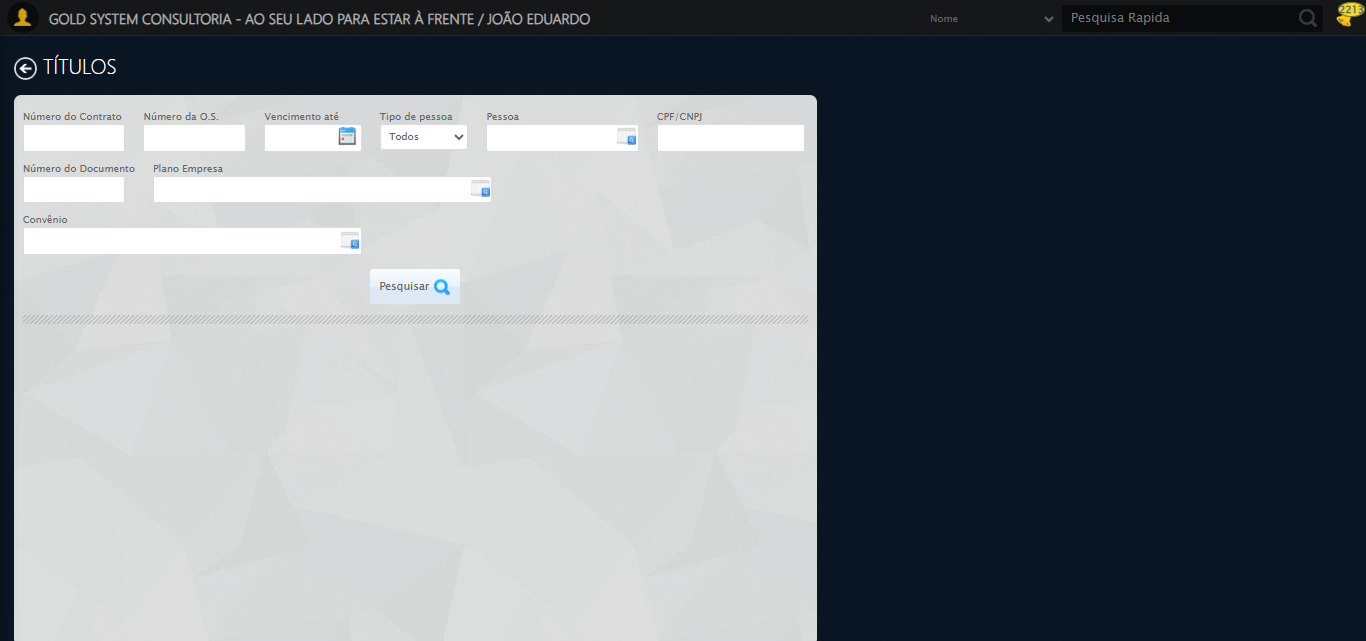 GOLD SYSTEM CONSULTORIA - AO SEU LADO PARA ESTAR À FRENTE / JOÃO EDUARDO
Nome
Pesquisa Rapida
2213
TÍTULOS
Número do Contrato Número da O.S. Vencimento até Tipo de pessoa Pessoa CPF/CNPJ
Todos
Número do Documento Plano Empresa
Convênio
Pesquisar